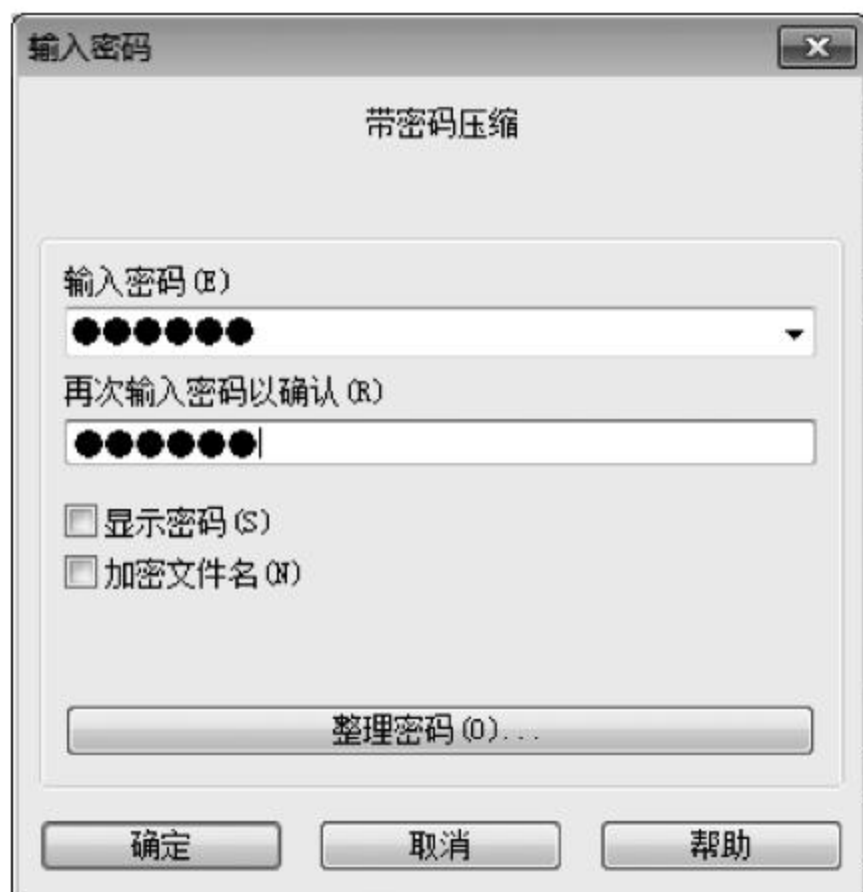 输入密码
带密码压缩
输入密码(E)
●●●●●●
再次输入密码以确认(R)
●●●●●●
显示密码(S)
加密文件名(N)
整理密码(O)...
确定 取消 帮助